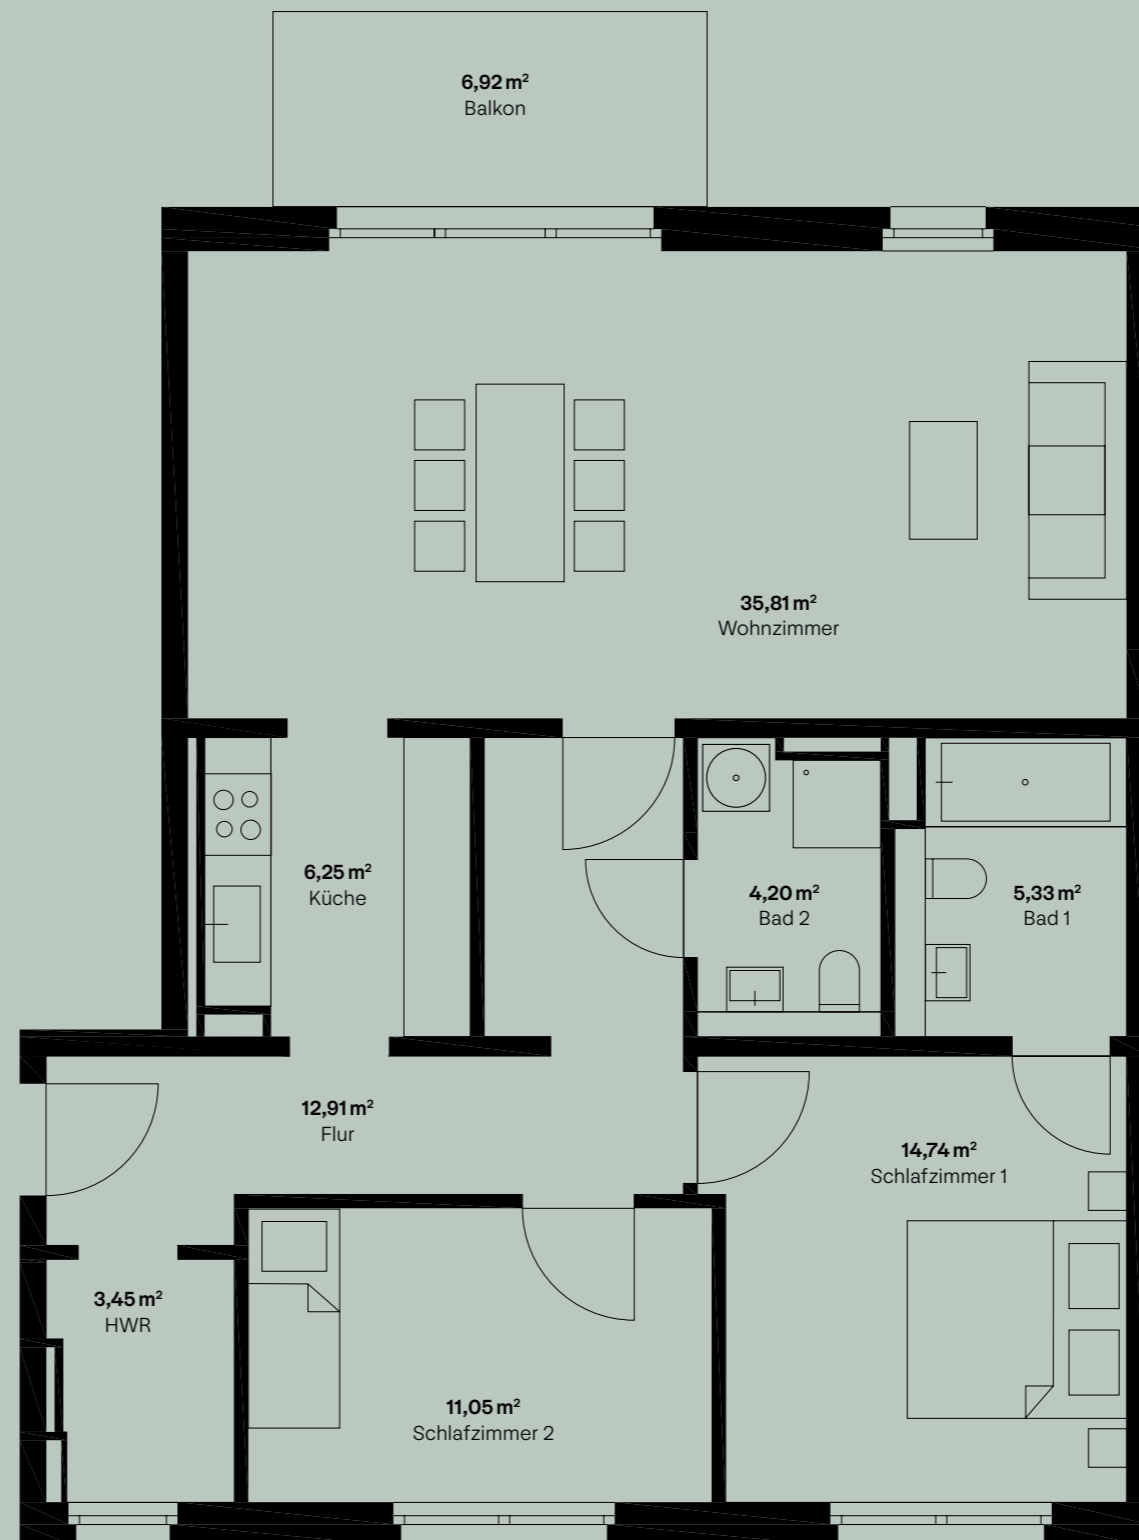 6,92 m²
Balkon
35,81 m²
Wohnzimmer
6,25 m²
Küche
4,20 m²
Bad 2
5,33 m²
Bad 1
12,91 m²
Flur
14,74 m²
Schlafzimmer 1
3,45 m²
HWR
11,05 m²
Schlafzimmer 2